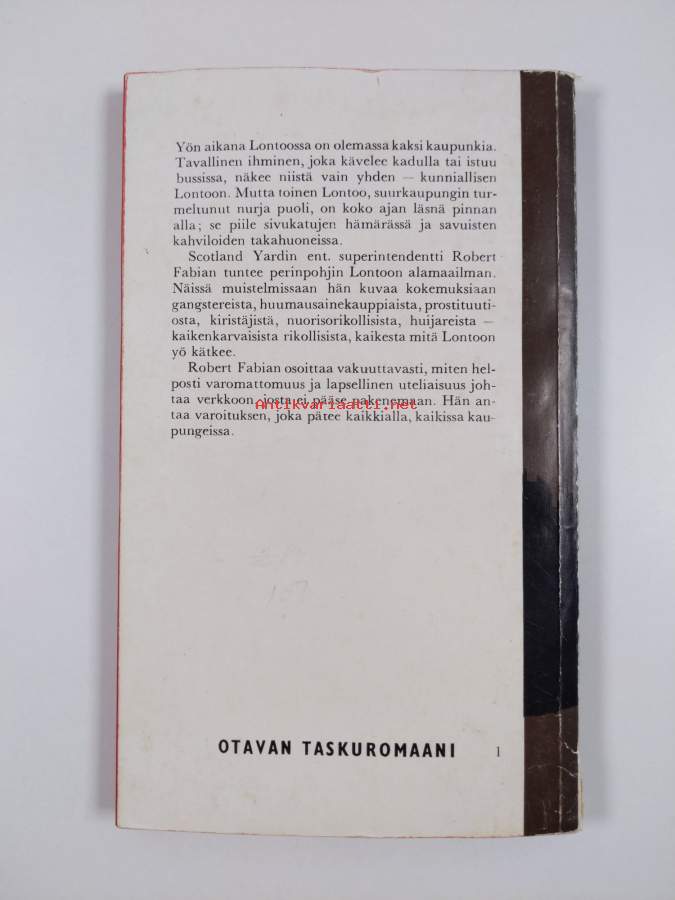 Yön aikana Lontoossa on olemassa kaksi kaupunkia.
Tavallinen ihminen, joka kävelee kadulla tai istuu
bussissa, näkee niistä vain yhden — kunniallisen
Lontoon. Mutta toinen Lontoo, suurkaupungin tur-
meltunut nurja puoli, on koko ajan läsnä pinnan
alla; se piile sivukatujen hämärässä ja savuisten
kahviloiden takahuoneissa.
Scotland Yardin ent. superintendentti Robert
Fabian tuntee perinpohjin Lontoon alamaailman.
Näissä muistelmissaan hän kuvaa kokemuksiaan
gangstereista, huumausainekauppiaista, prostituuti-
osta, kiristäjistä, nuorisorikollisista, huijareista —
kaikenkarvaisista rikollisista, kaikesta mitä Lontoon
yö kätkee.
Robert Fabian osoittaa vakuuttavasti, miten hel-
posti varomattomuus ja lapsellinen uteliaisuus joh-
taa verkkoon, josta ei pääse pakenemaan. Hän an-
Antikvariaatti.net
taa varoituksen, joka pätee kaikkialla, kaikissa kau-
pungeissa.
OTAVAN TASKUROMAANI 1